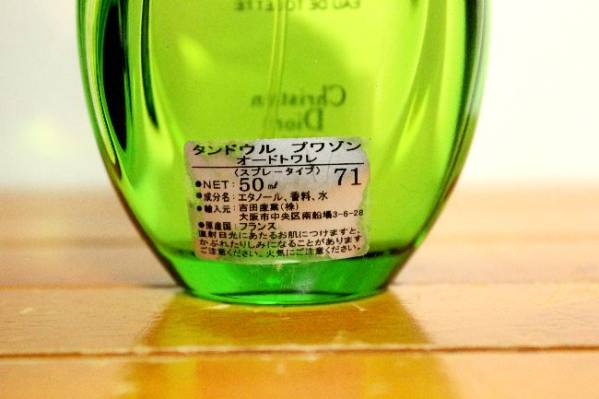 EAU DE TOILETTE
Christian
Dior
タンドウル プワゾン
オードトワレ
(スプレータイプ) 71
●NET: 50㎖
●成分名: エタノール、香料、水
●輸入元: 吉田産業(株)
大阪市中央区南船場3-6-28
●原産国: フランス
直射日光にあたるお肌につけますと、
かぶれたりしみになることがあります
ご注意ください。火気にご注意ください。